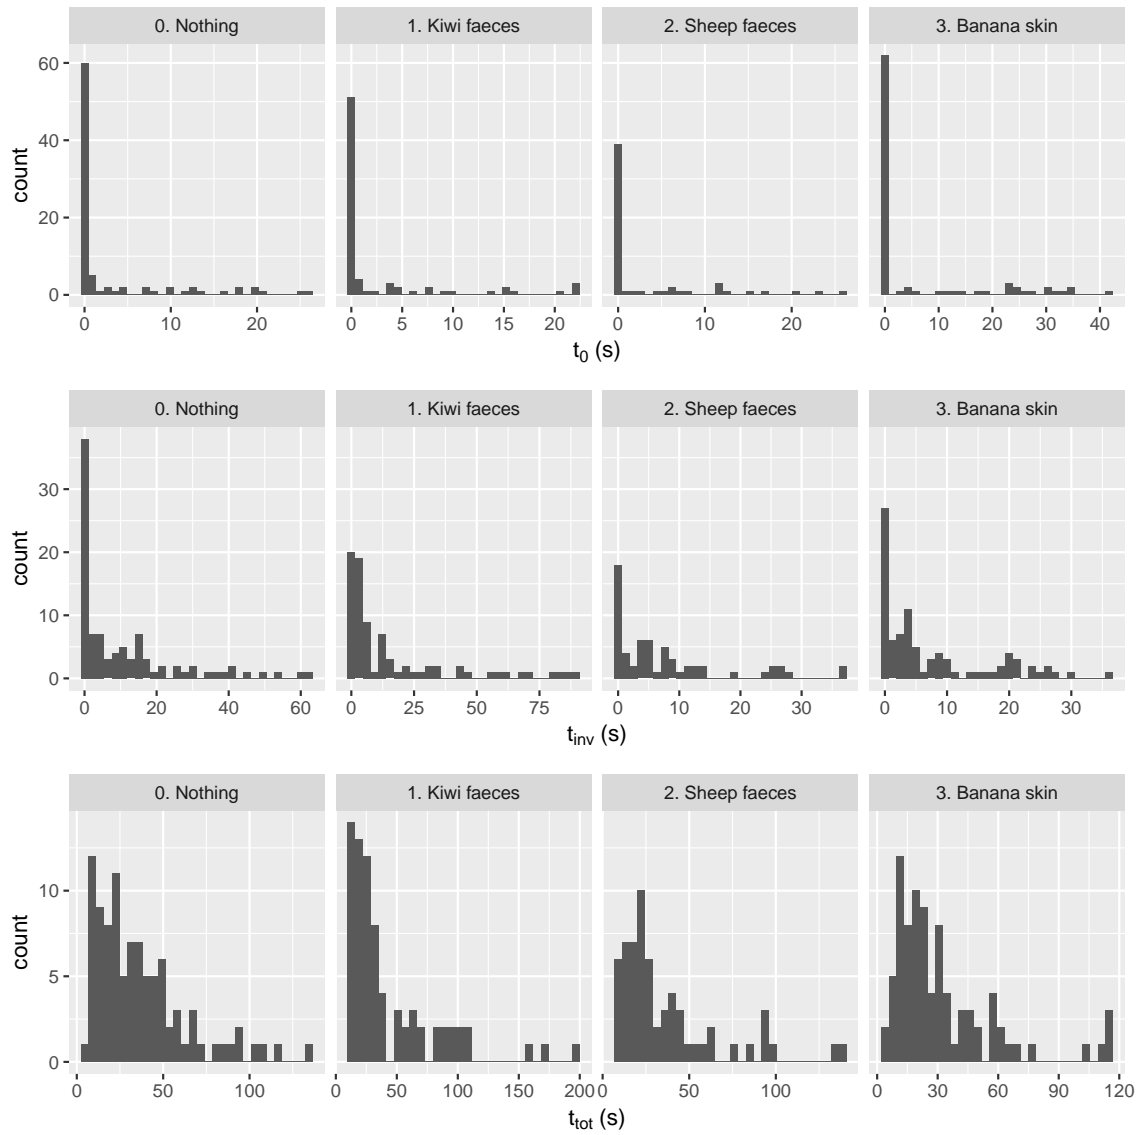 0. Nothing 1. Kiwi faeces 2. Sheep faeces 3. Banana skin
60
40
20
0
count
0 10 20 0 5 10 15 20 0 10 20 0 10 20 30 40
t0 (s)
0. Nothing 1. Kiwi faeces 2. Sheep faeces 3. Banana skin
30
20
10
0
count
0 20 40 60 0 25 50 75 0 10 20 30 0 10 20 30
tinv (s)
0. Nothing 1. Kiwi faeces 2. Sheep faeces 3. Banana skin
10
5
0
count
0 50 100 0 50 100 150 200 0 50 100 0 30 60 90 120
ttot (s)